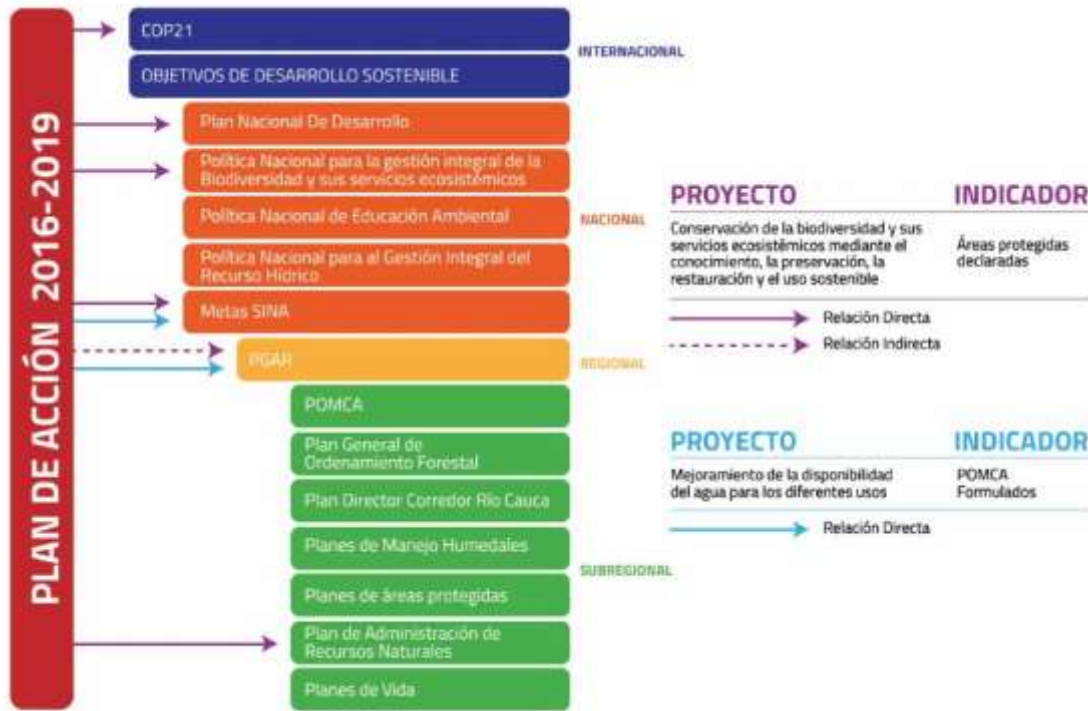 PLAN DE ACCIÓN 2016-2019
COP21
OBJETIVOS DE DESARROLLO SOSTENIBLE
INTERNACIONAL
Plan Nacional De Desarrollo
Política Nacional para la gestión integral de la
Biodiversidad y sus servicios ecosistémicos
Política Nacional de Educación Ambiental
Política Nacional para al Gestión Integral del
Recurso Hídrico
Metas SINA
NACIONAL
PGAR
REGIONAL
POMCA
Plan General de
Ordenamiento Forestal
Plan Director Corredor Río Cauca
Planes de Manejo Humedales
Planes de áreas protegidas
Plan de Administración de
Recursos Naturales
Planes de Vida
SUBREGIONAL
PROYECTO INDICADOR
Conservación de la biodiversidad y sus
servicios ecosistémicos mediante el
conocimiento, la preservación, la
restauración y el uso sostenible
Áreas protegidas
declaradas
Relación Directa
Relación Indirecta
PROYECTO INDICADOR
Mejoramiento de la disponibilidad
del agua para los diferentes usos
POMCA
Formulados
Relación Directa